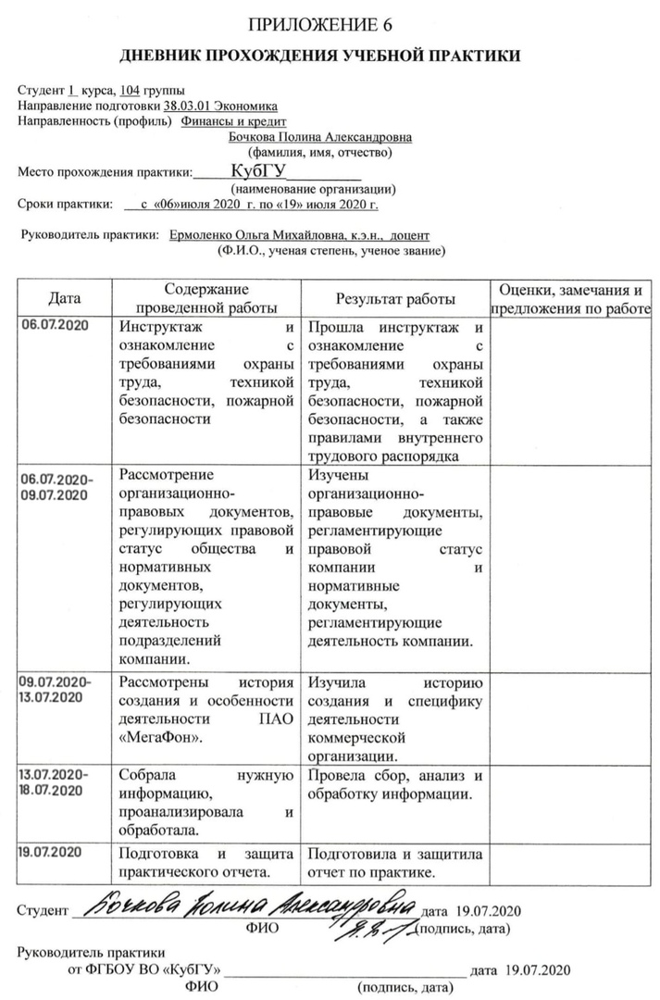 ПРИЛОЖЕНИЕ 6
ДНЕВНИК ПРОХОЖДЕНИЯ УЧЕБНОЙ ПРАКТИКИ
Студент 1 курса, 104 группы
Направление подготовки 38.03.01 Экономика
Направленность (профиль) Финансы и кредит
Бочкова Полина Александровна
(фамилия, имя, отчество)
Место прохождения практики: КубГУ
(наименование организации)
Сроки практики: с «06»июля 2020 г. по «19» июля 2020 г.
Руководитель практики: Ермоленко Ольга Михайловна, к.э.н., доцент
(Ф.И.О., ученая степень, ученое звание)
Дата
Содержание
проведенной работы
Результат работы
Оценки, замечания и
предложения по работе
06.07.2020
Инструктаж и
ознакомление с
требованиями охраны
труда, техникой
безопасности, пожарной
безопасности
Прошла инструктаж и
ознакомление с
требованиями охраны
труда, техникой
безопасности, пожарной
безопасности, а также
правилами внутреннего
трудового распорядка
06.07.2020-
09.07.2020
Рассмотрение
организационно-
правовых документов,
регулирующих правовой
статус общества и
нормативных
документов,
регулирующих
деятельность
подразделений
компании.
Изучены
организационно-
правовые документы,
регламентирующие
правовой статус
компании и
нормативные
документы,
регламентирующие
деятельность компании.
09.07.2020-
13.07.2020
Рассмотрены история
создания и особенности
деятельности ПАО
«МегаФон».
Изучила историю
создания и специфику
деятельности
коммерческой
организации.
13.07.2020-
18.07.2020
Собрала нужную
информацию,
проанализировала и
обработала.
Провела сбор, анализ и
обработку информации.
19.07.2020
Подготовка и защита
практического отчета.
Подготовила и защитила
отчет по практике.
Студент Бочкова Полина Александровна дата 19.07.2020
ФИО (подпись, дата)
Руководитель практики
от ФГБОУ ВО «КубГУ» дата 19.07.2020
ФИО (подпись, дата)